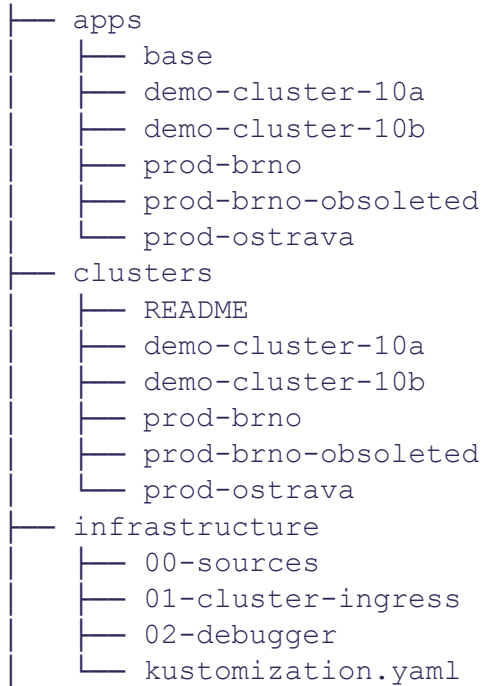 ├── apps
│   ├── base
│   ├── demo-cluster-10a
│   ├── demo-cluster-10b
│   ├── prod-brno
│   ├── prod-brno-obsoleted
│   └── prod-ostrava
├── clusters
│   ├── README
│   ├── demo-cluster-10a
│   ├── demo-cluster-10b
│   ├── prod-brno
│   ├── prod-brno-obsoleted
│   └── prod-ostrava
├── infrastructure
│   ├── 00-sources
│   ├── 01-cluster-ingress
│   ├── 02-debugger
│   └── kustomization.yaml